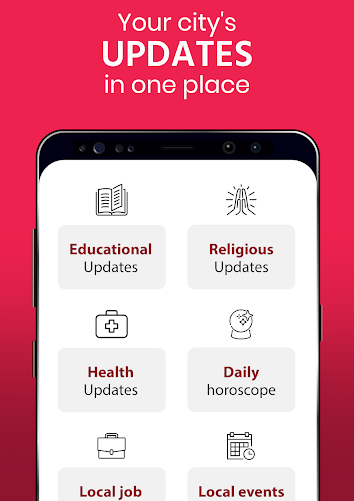 Your city's
UPDATES
in one place
Educational
Updates
Religious
Updates
Health
Updates
Daily
horoscope
Local job
Local events